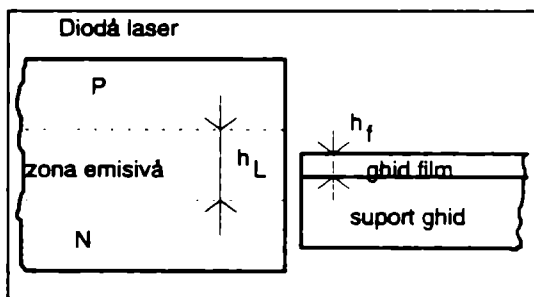 Diodă laser
P
h_f
zona emisivă
h_L
ghid film
suport ghid
N